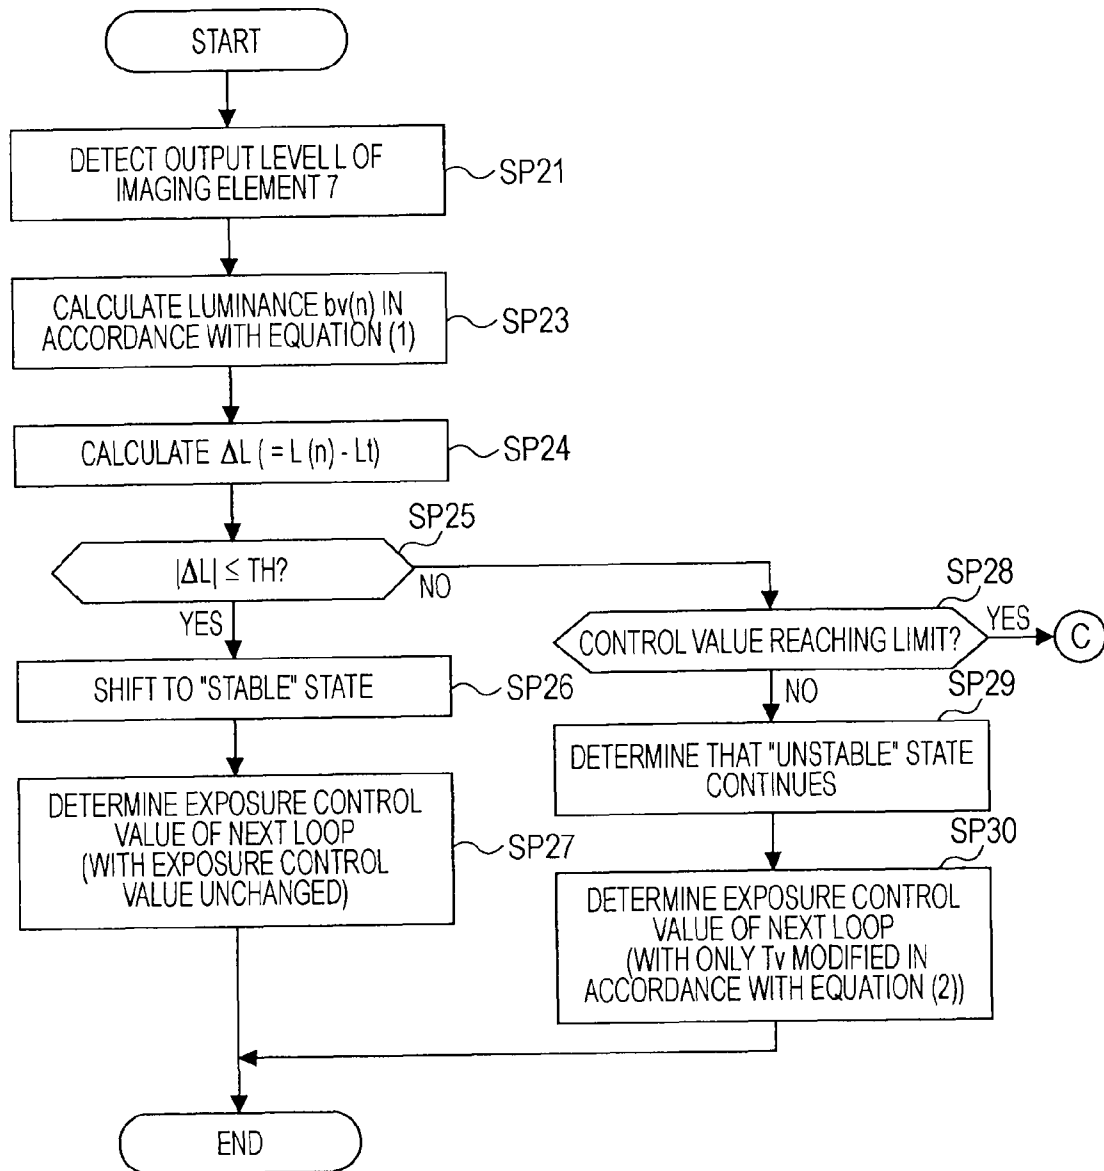 START
DETECT OUTPUT LEVEL L OF
IMAGING ELEMENT 7
SP21
CALCULATE LUMINANCE bv(n) IN
ACCORDANCE WITH EQUATION (1)
SP23
CALCULATE ΔL ( = L (n) - Lt)
SP24
SP25
|ΔL| ≤ TH?
NO
YES
SP28
CONTROL VALUE REACHING LIMIT?
YES
C
NO
SHIFT TO "STABLE" STATE
SP26
SP29
DETERMINE THAT "UNSTABLE" STATE
CONTINUES
DETERMINE EXPOSURE CONTROL
VALUE OF NEXT LOOP
(WITH EXPOSURE CONTROL
VALUE UNCHANGED)
SP27
SP30
DETERMINE EXPOSURE CONTROL
VALUE OF NEXT LOOP
(WITH ONLY Tv MODIFIED IN
ACCORDANCE WITH EQUATION (2))
END